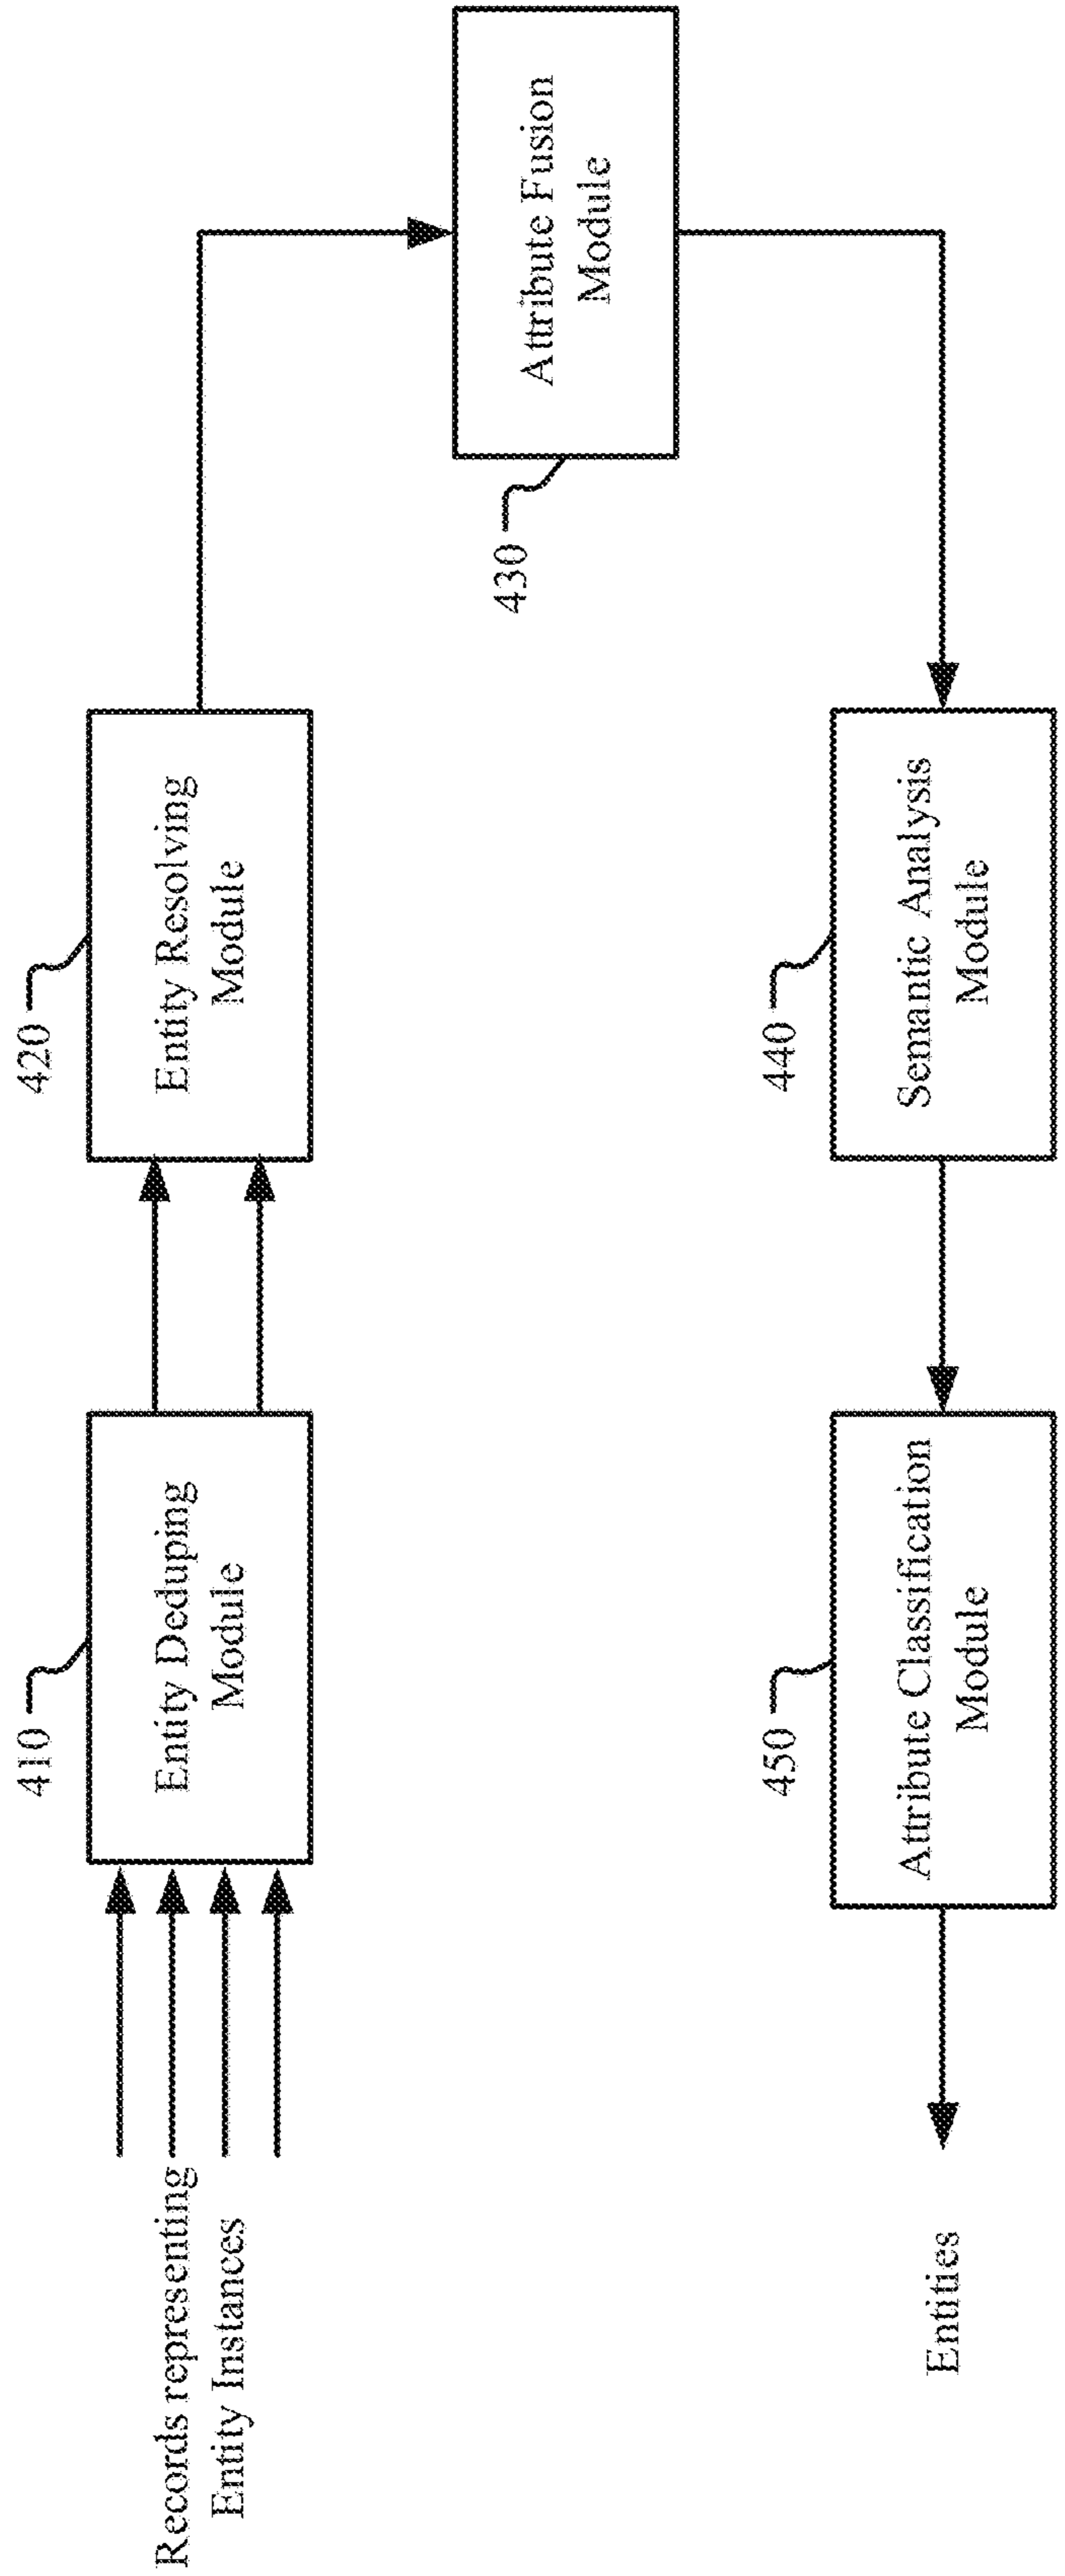 Records representing
Entity Instances
410
Entity Deduping
Module
420
Entity Resolving
Module
430
Attribute Fusion
Module
440
Semantic Analysis
Module
450
Attribute Classification
Module
Entities